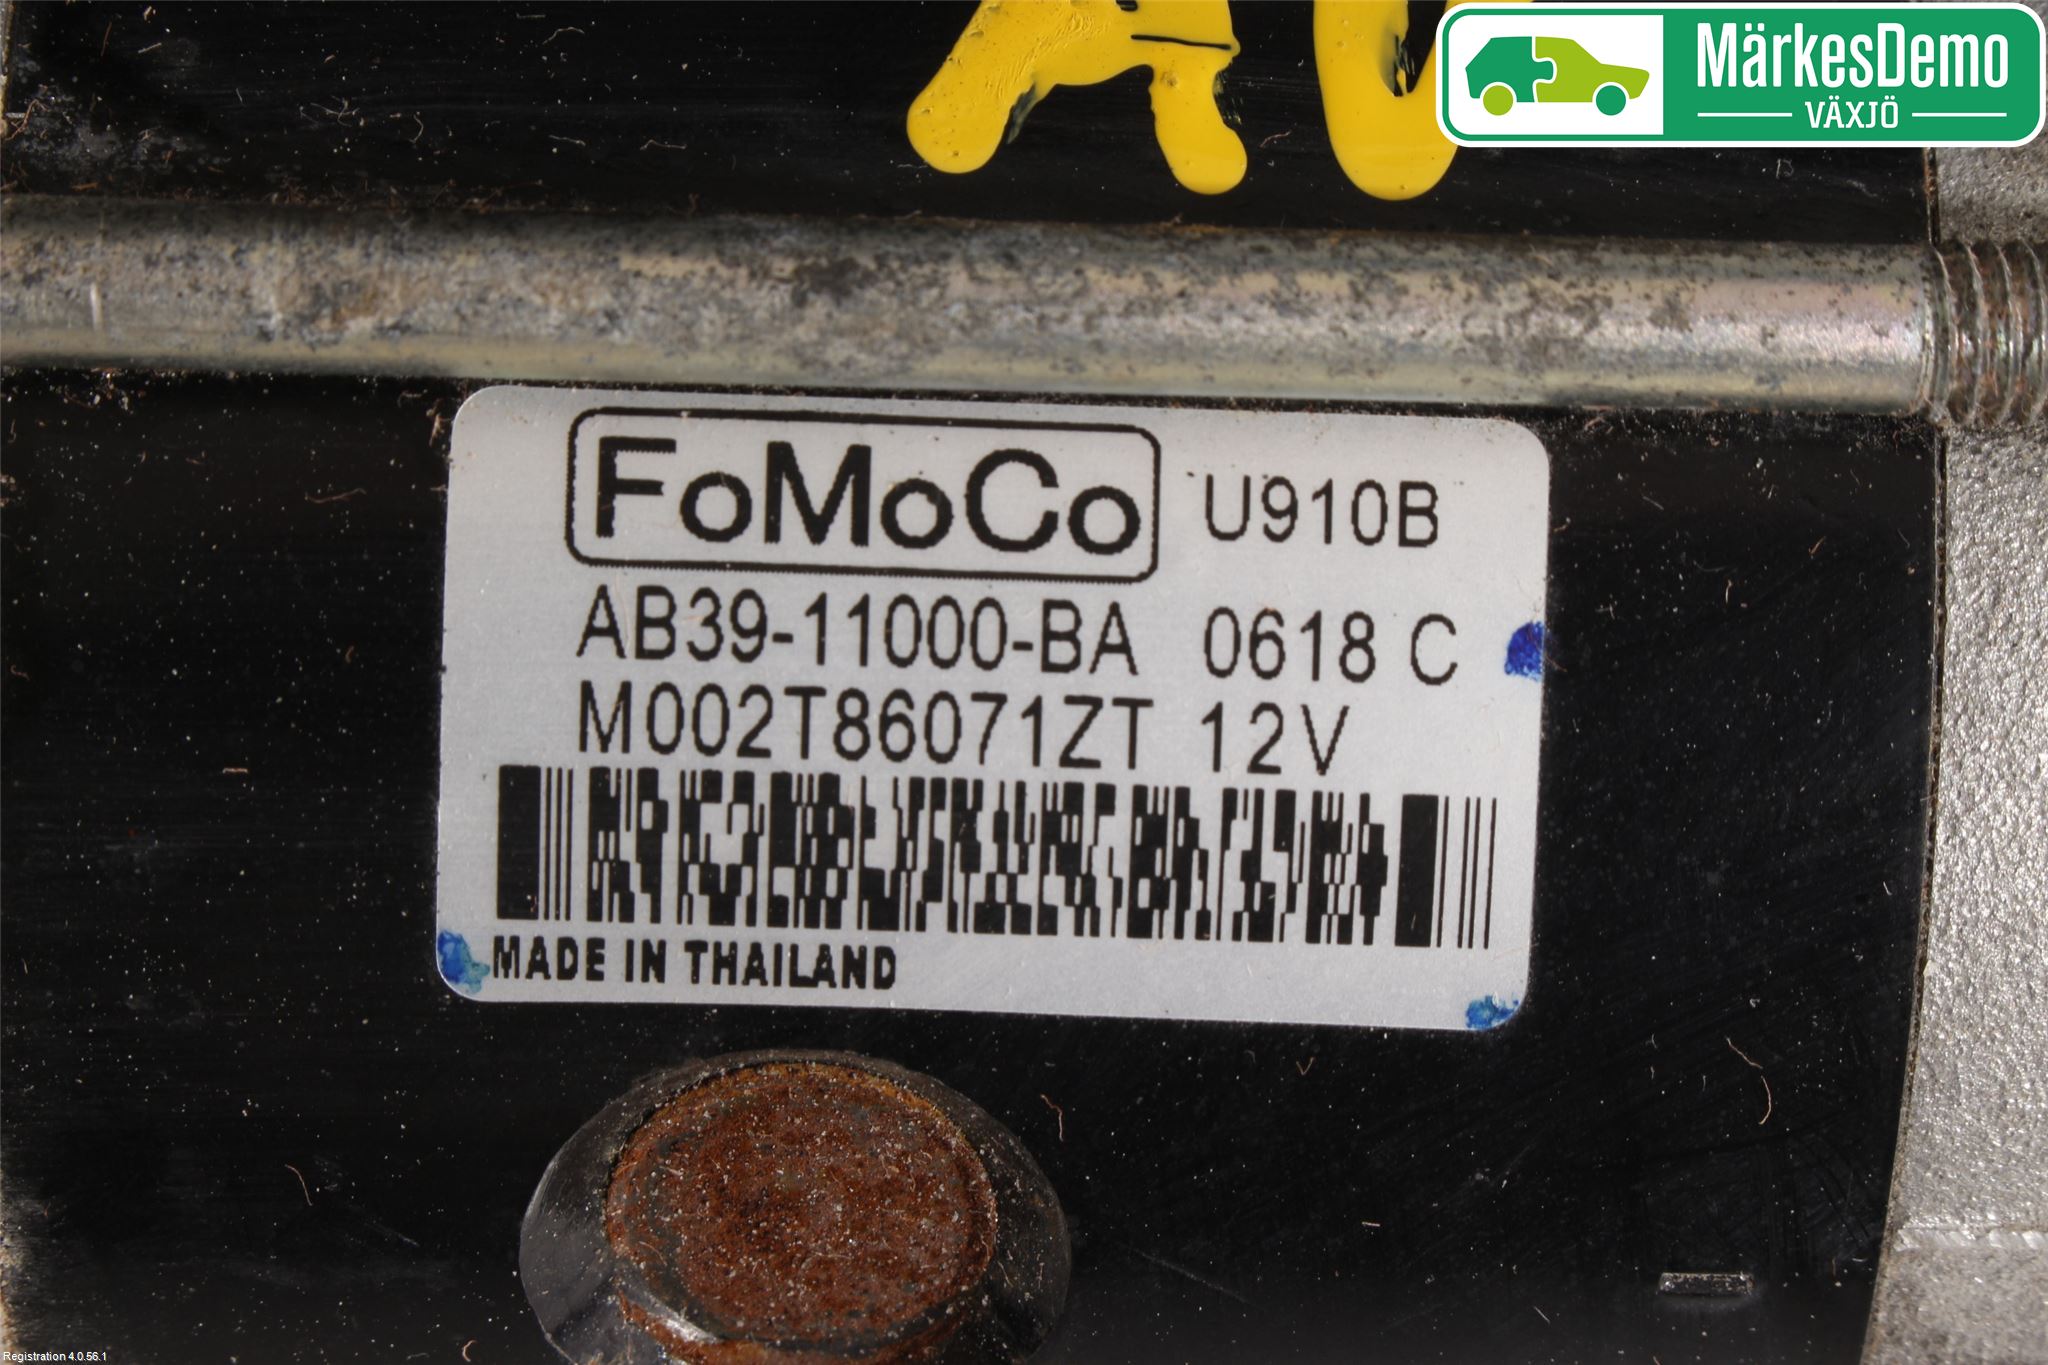 MärkesDemo
VÄXJÖ
FoMoCo U910B
AB39-11000-BA 0618 C
M002T86071ZT 12V
MADE IN THAILAND
Registration 4.0.56.1